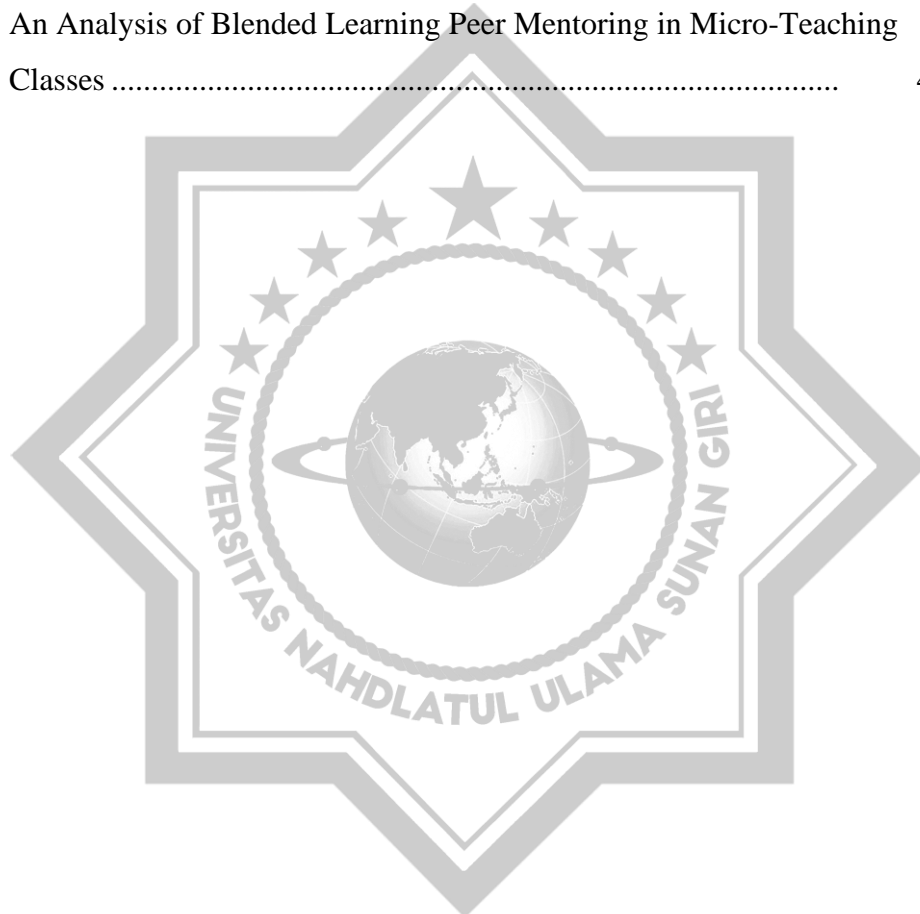 An Analysis of Blended Learning Peer Mentoring in Micro-Teaching
Classes ..................................................................................
UNIVERSITAS NAHDLATUL ULAMA SUNAN GIRI